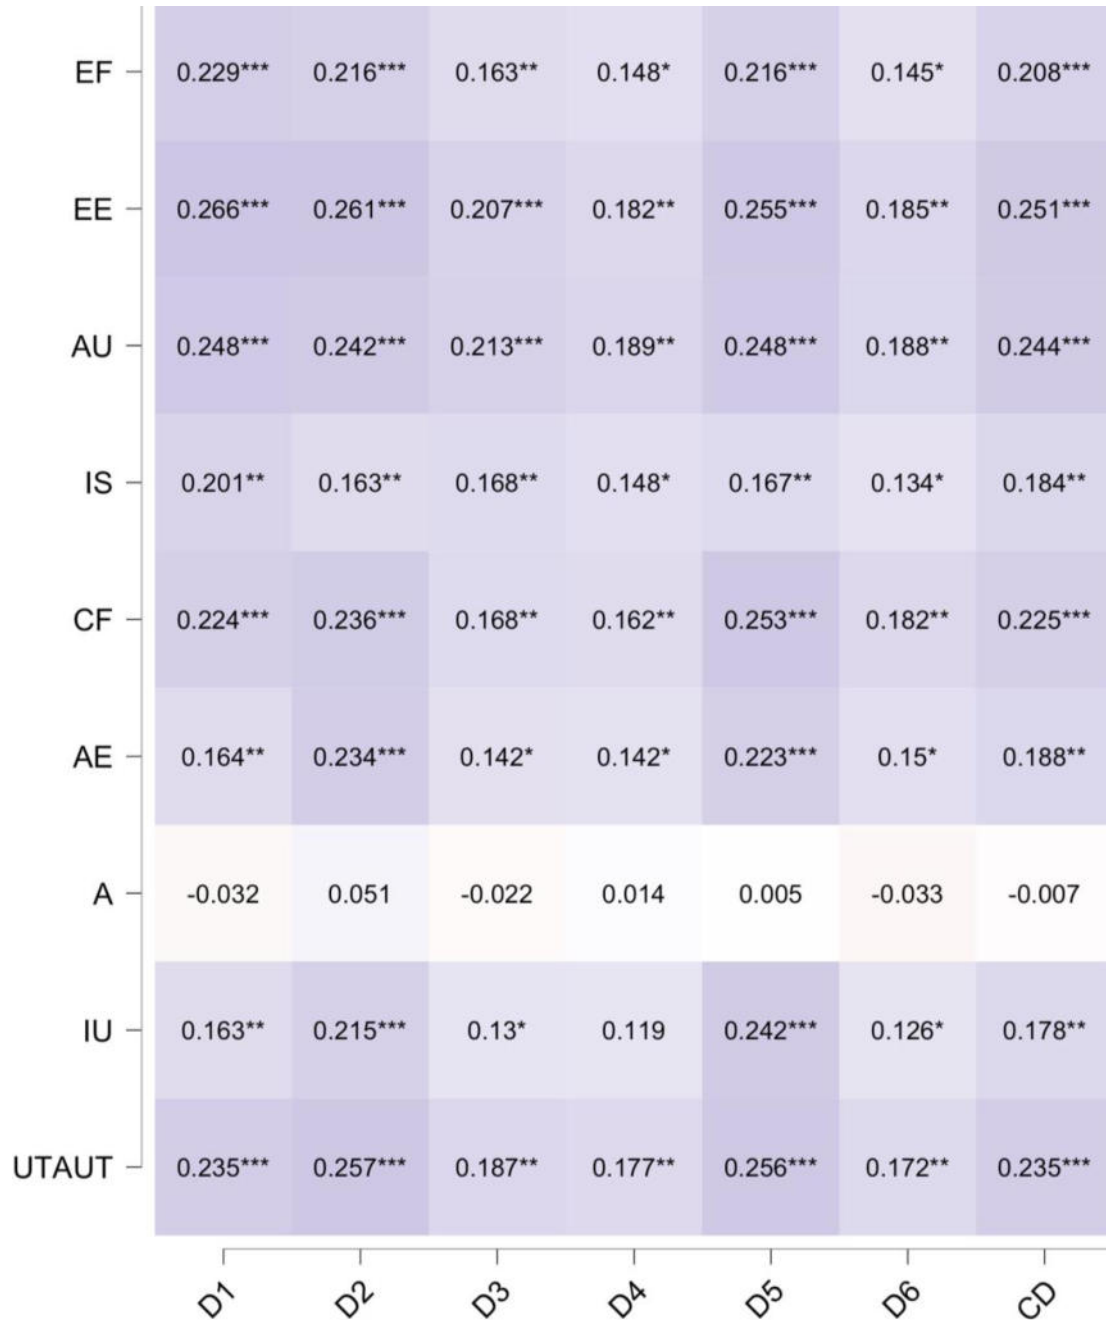 EF 0.229*** 0.216*** 0.163** 0.148* 0.216*** 0.145* 0.208***
EE 0.266*** 0.261*** 0.207*** 0.182** 0.255*** 0.185** 0.251***
AU 0.248*** 0.242*** 0.213*** 0.189** 0.248*** 0.188** 0.244***
IS 0.201** 0.163** 0.168** 0.148* 0.167** 0.134* 0.184**
CF 0.224*** 0.236*** 0.168** 0.162** 0.253*** 0.182** 0.225***
AE 0.164** 0.234*** 0.142* 0.142* 0.223*** 0.15* 0.188**
A -0.032 0.051 -0.022 0.014 0.005 -0.033 -0.007
IU 0.163** 0.215*** 0.13* 0.119 0.242*** 0.126* 0.178**
UTAUT 0.235*** 0.257*** 0.187** 0.177** 0.256*** 0.172** 0.235***
D1 D2 D3 D4 D5 D6 CD